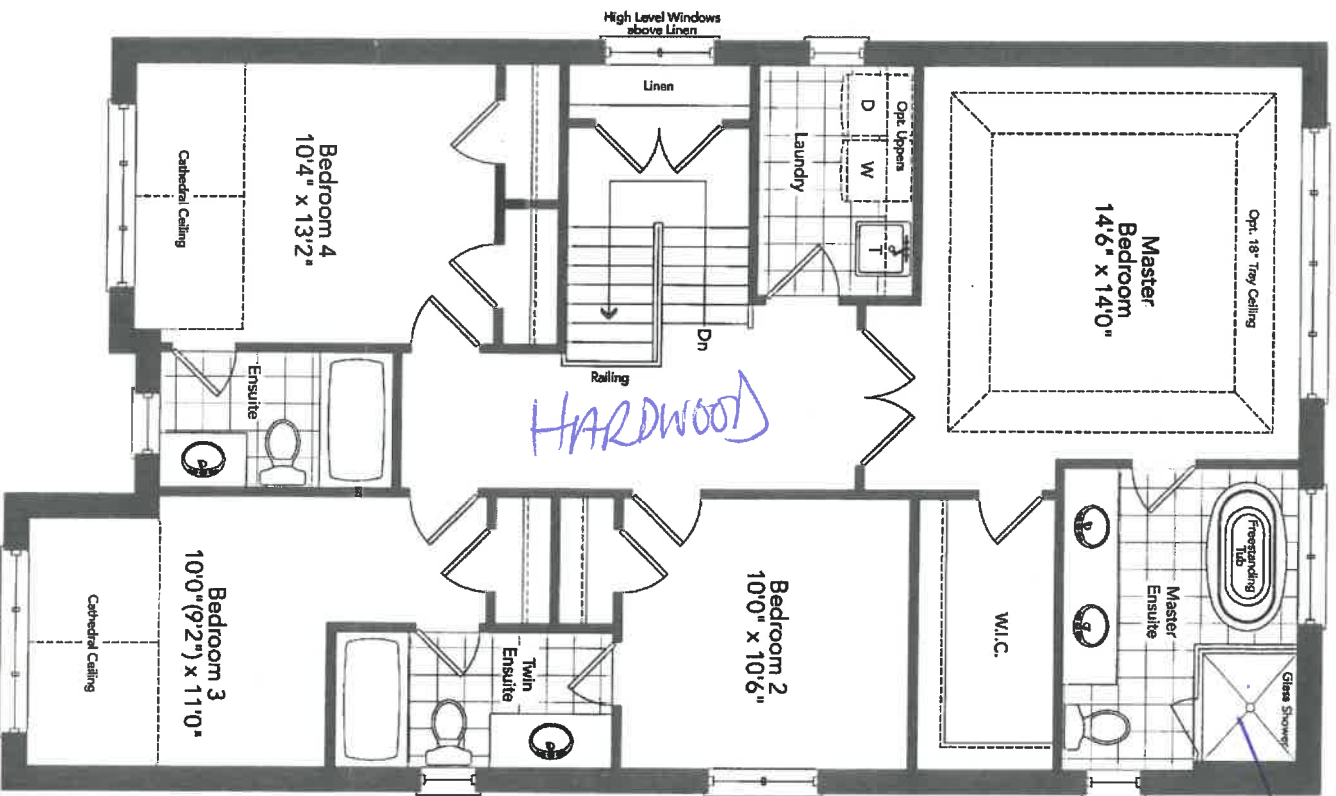 High Level Windows
above Linen
Linen
Opt. Uppers
D
W
Laundry
T
Opt. 18" Tray Ceiling
Master
Bedroom
14'6" x 14'0"
Bedroom 4
10'4" x 13'2"
Cathedral Ceiling
Dn
Railing
Ensuite
HARDWOOD
Freestanding
Tub
Master
Ensuite
Glass Shower
W.I.C.
Bedroom 2
10'0" x 10'6"
Bedroom 3
10'0"(9'2") x 11'0"
Cathedral Ceiling
Twin
Ensuite